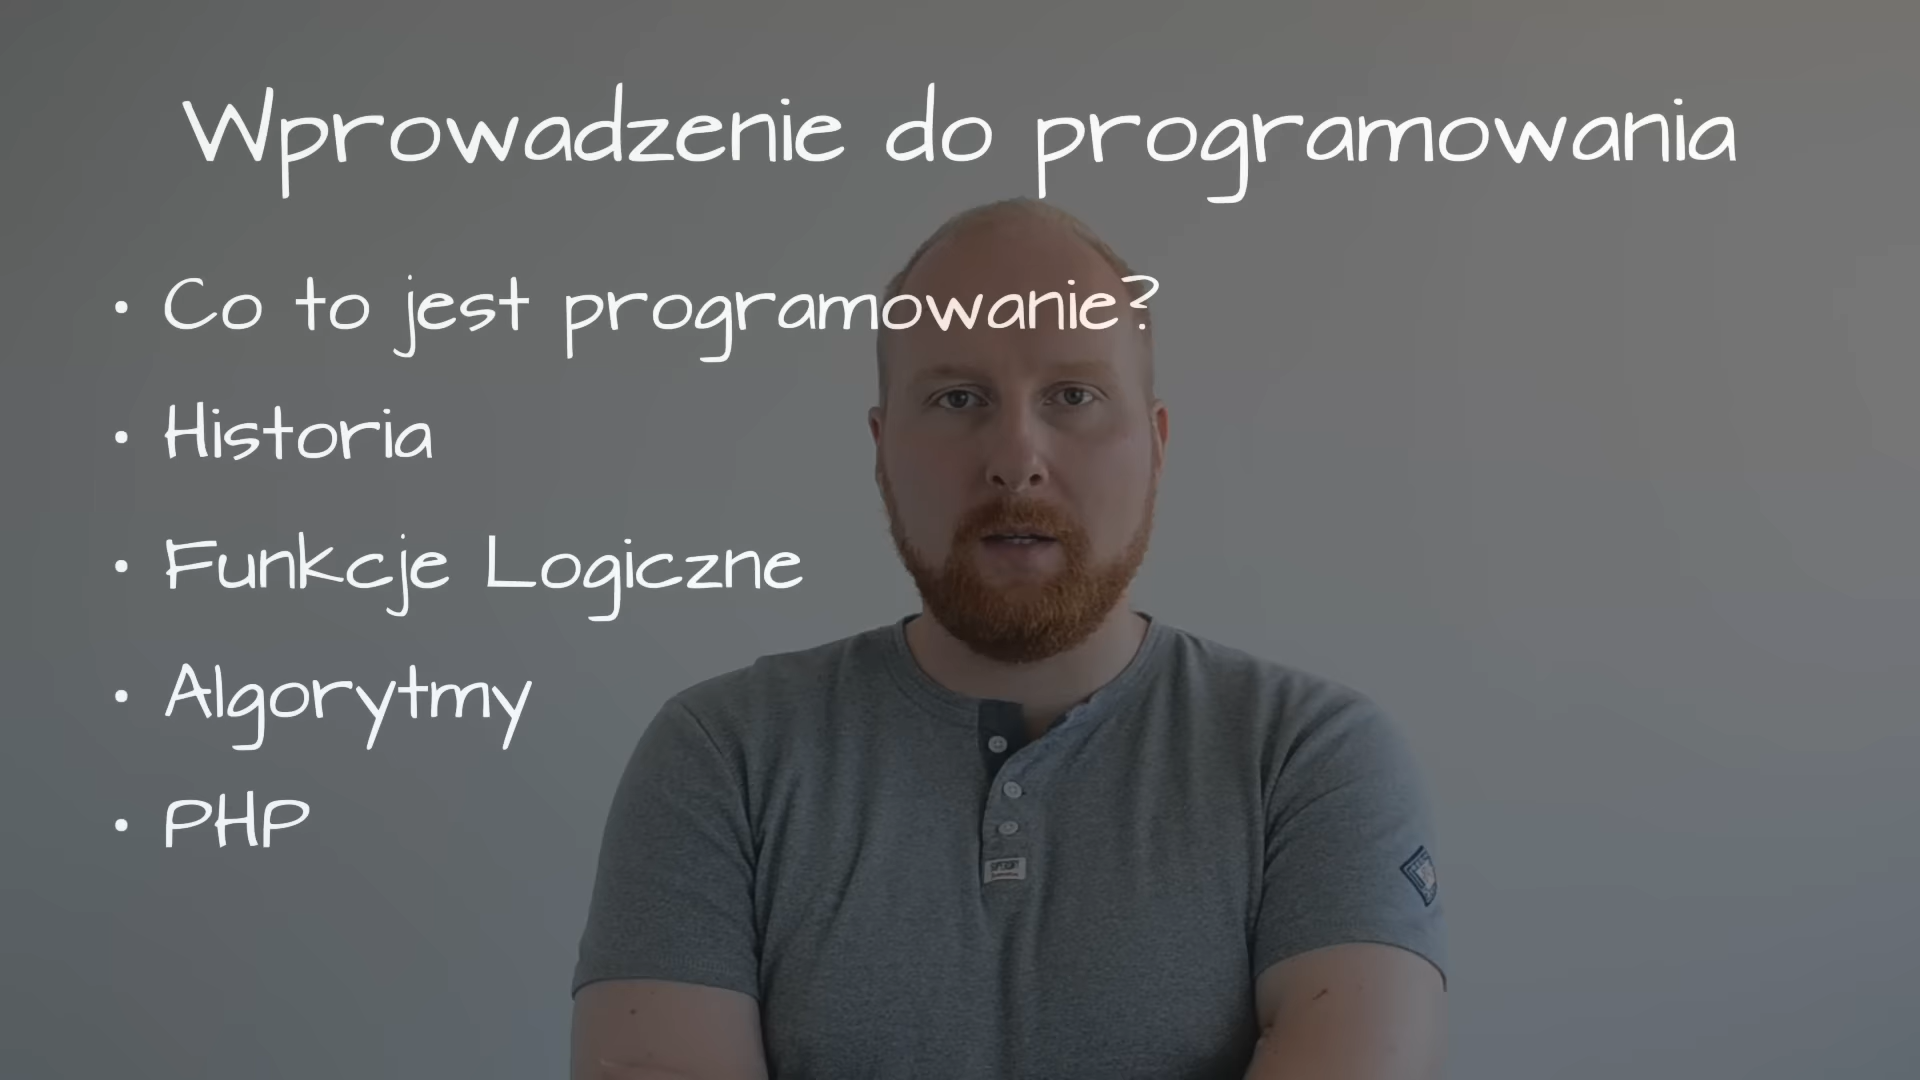 Wprowadzenie do programowania
• Co to jest programowanie?
• Historia
• Funkcje Logiczne
• Algorytmy
• PHP